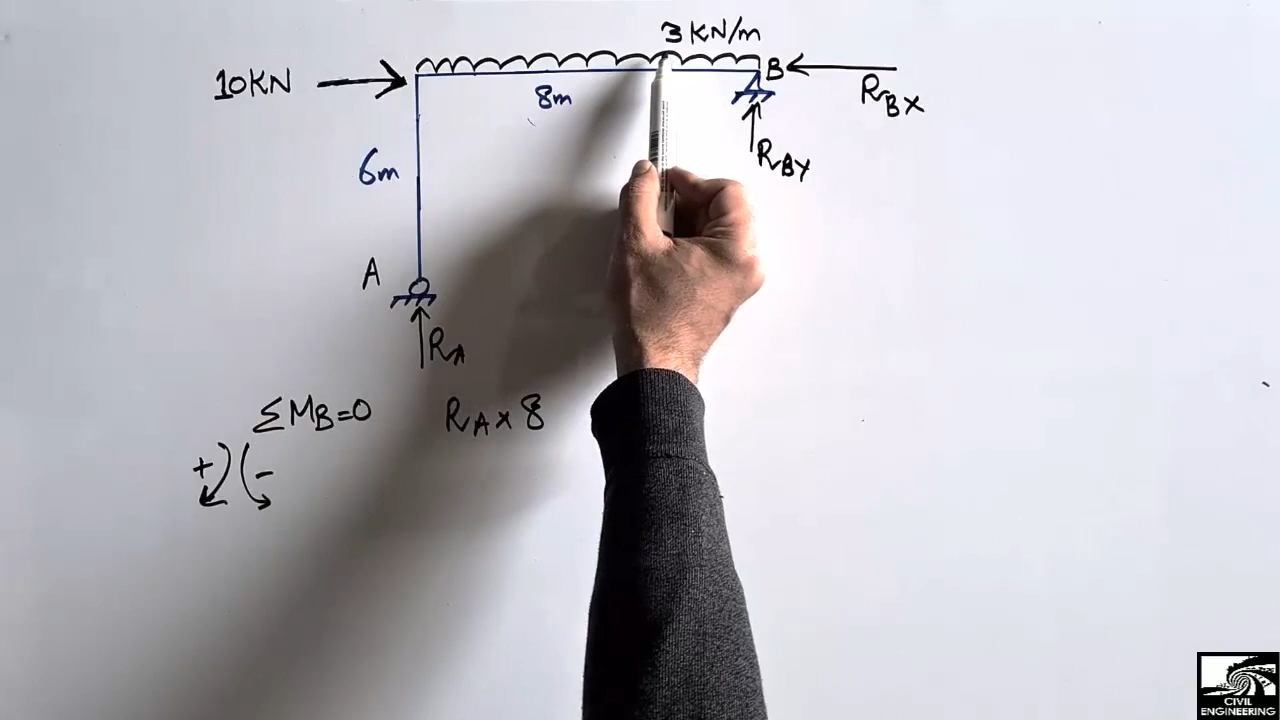 3 KN/m
10KN
B
R_BX
8m
R_BY
6m
A
R_A
ΣM_B=0 R_A × 8
+ -
CIVIL
ENGINEERING